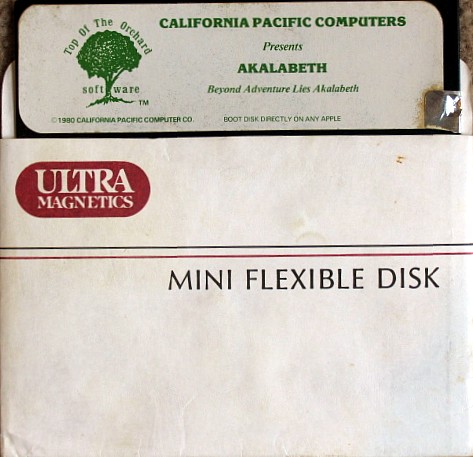 Top Of The Orchard
soft ware
TM
CALIFORNIA PACIFIC COMPUTERS
Presents
AKALABETH
Beyond Adventure Lies Akalabeth
©1980 CALIFORNIA PACIFIC COMPUTER CO.
BOOT DISK DIRECTLY ON ANY APPLE
ULTRA
MAGNETICS
MINI FLEXIBLE DISK